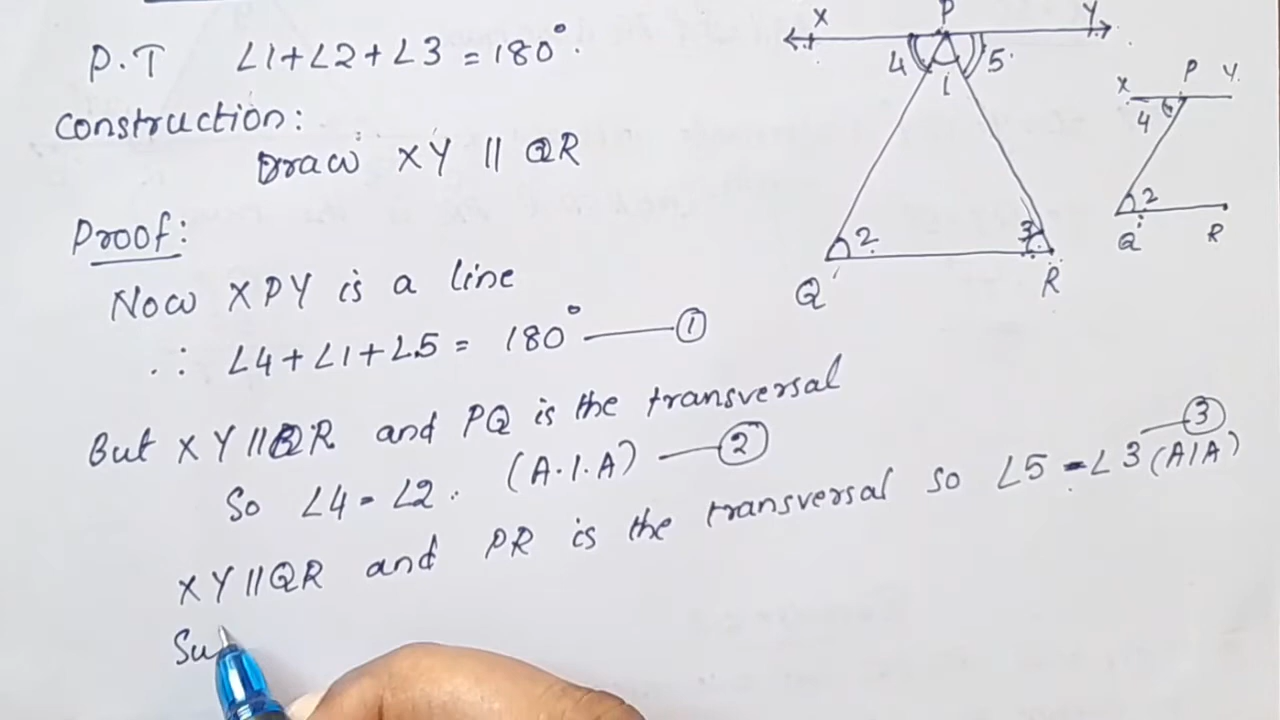 P.T ∠1+∠2+∠3 = 180°.
Construction:
Draw XY || QR
Proof:
Now XPY is a line
∴ ∠4+∠1+∠5 = 180° —— ①
But XY||QR and PQ is the transversal
So ∠4 = ∠2. (A.I.A) —— ②
XY||QR and PR is the transversal so ∠5 = ∠3 (AIA) — ③
Su
X P Y
4 1 5
2 3
Q R
X P Y
4
2
Q R